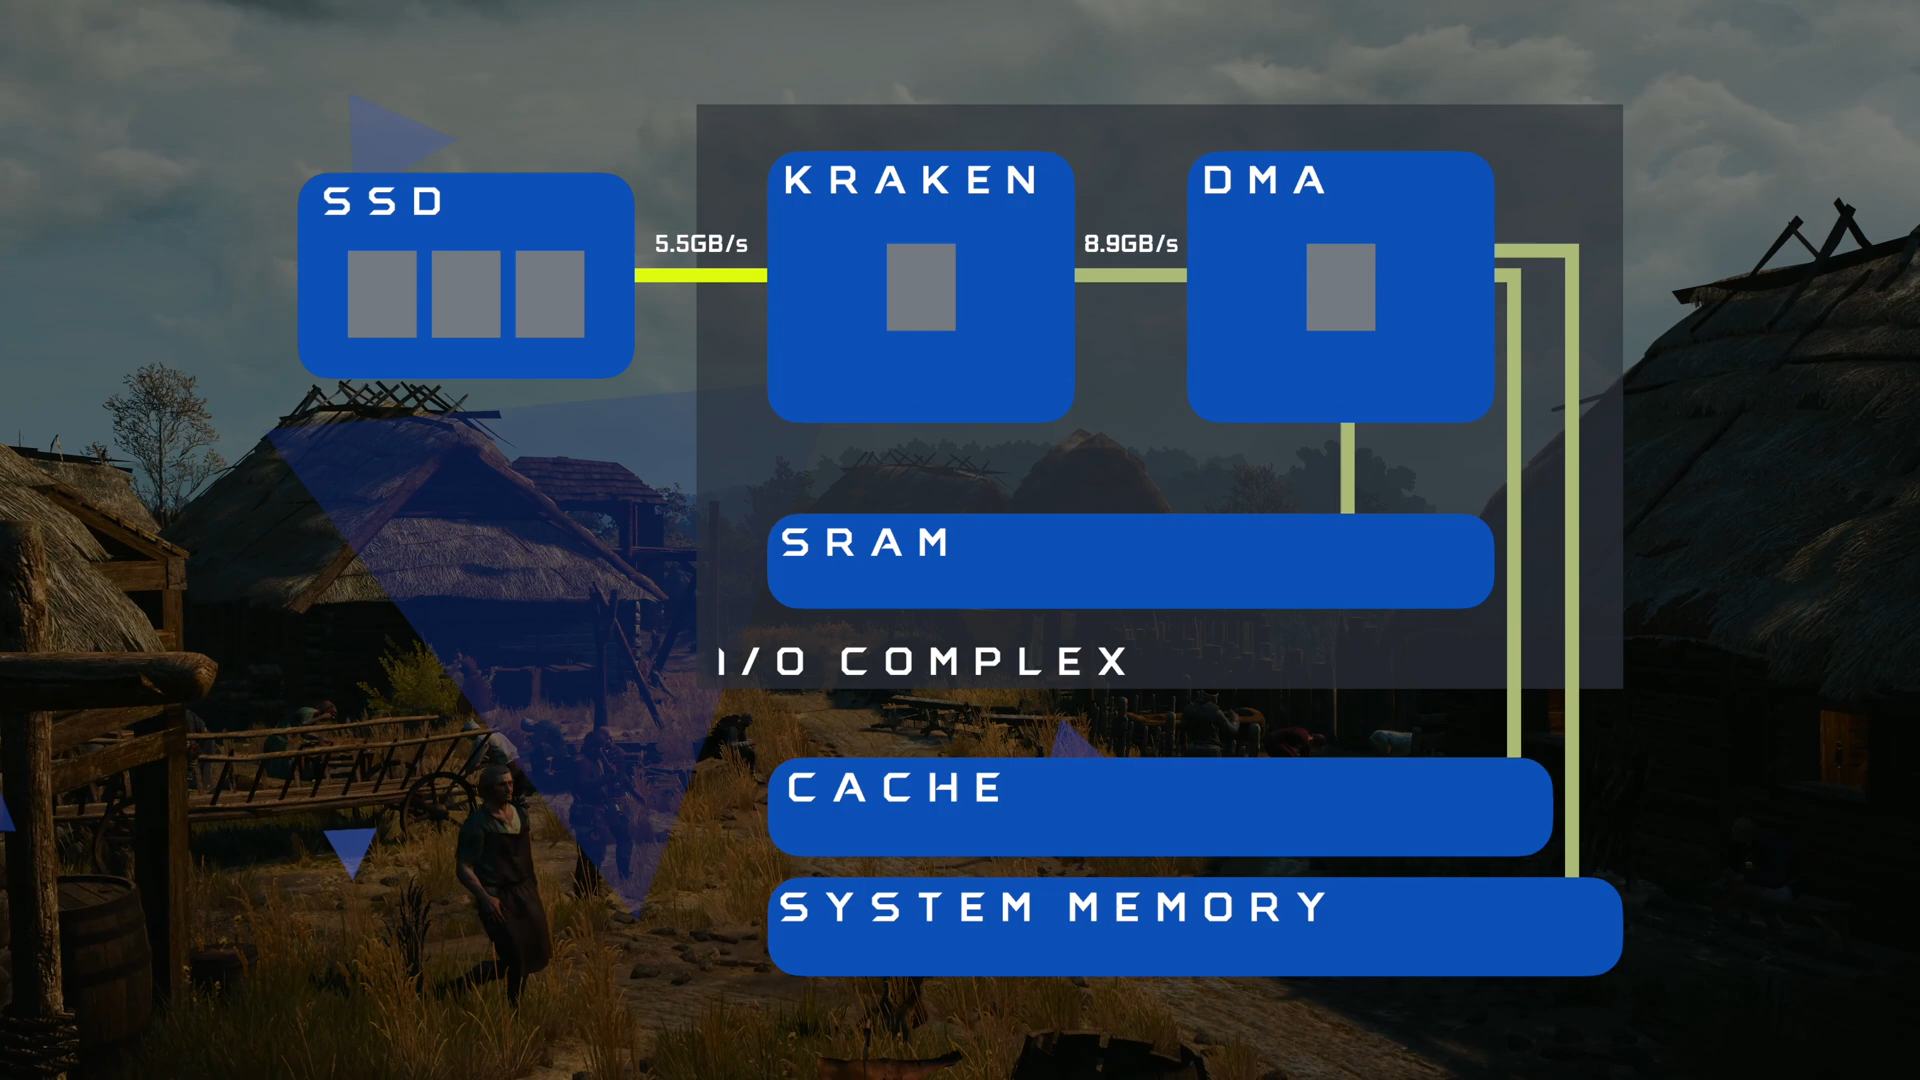 SSD
5.5GB/s
KRAKEN
8.9GB/s
DMA
SRAM
I/O COMPLEX
CACHE
SYSTEM MEMORY